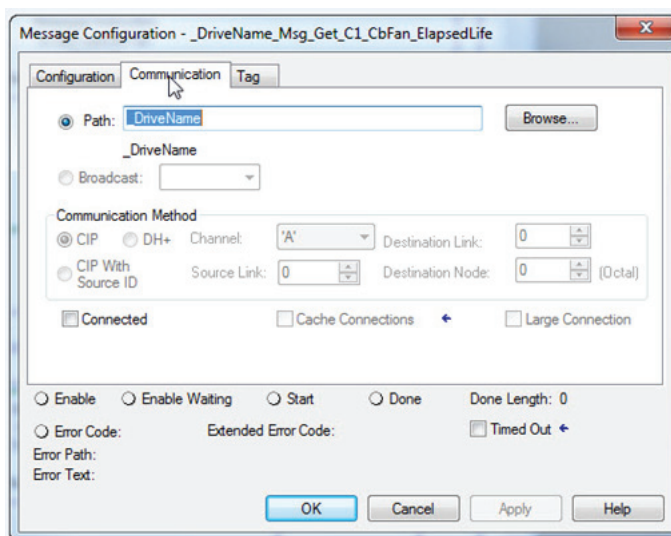 Message Configuration - _DriveName_Msg_Get_C1_CbFan_ElapsedLife
Configuration Communication Tag
Path: _DriveName Browse...
_DriveName
Broadcast:
Communication Method
CIP DH+ Channel: 'A' Destination Link: 0
CIP With Source ID Source Link: 0 Destination Node: 0 (Octal)
Connected Cache Connections Large Connection
Enable Enable Waiting Start Done Done Length: 0
Error Code: Extended Error Code: Timed Out
Error Path:
Error Text:
OK Cancel Apply Help